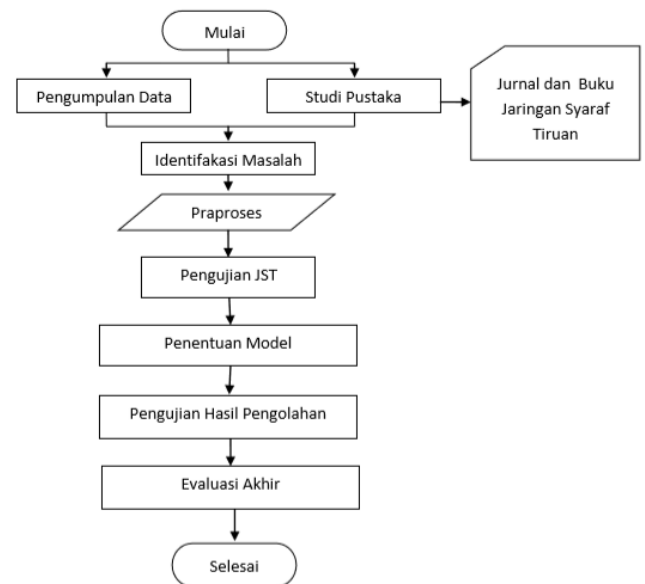 Mulai
Pengumpulan Data
Studi Pustaka
Jurnal dan Buku
Jaringan Syaraf
Tiruan
Identifakasi Masalah
Praproses
Pengujian JST
Penentuan Model
Pengujian Hasil Pengolahan
Evaluasi Akhir
Selesai